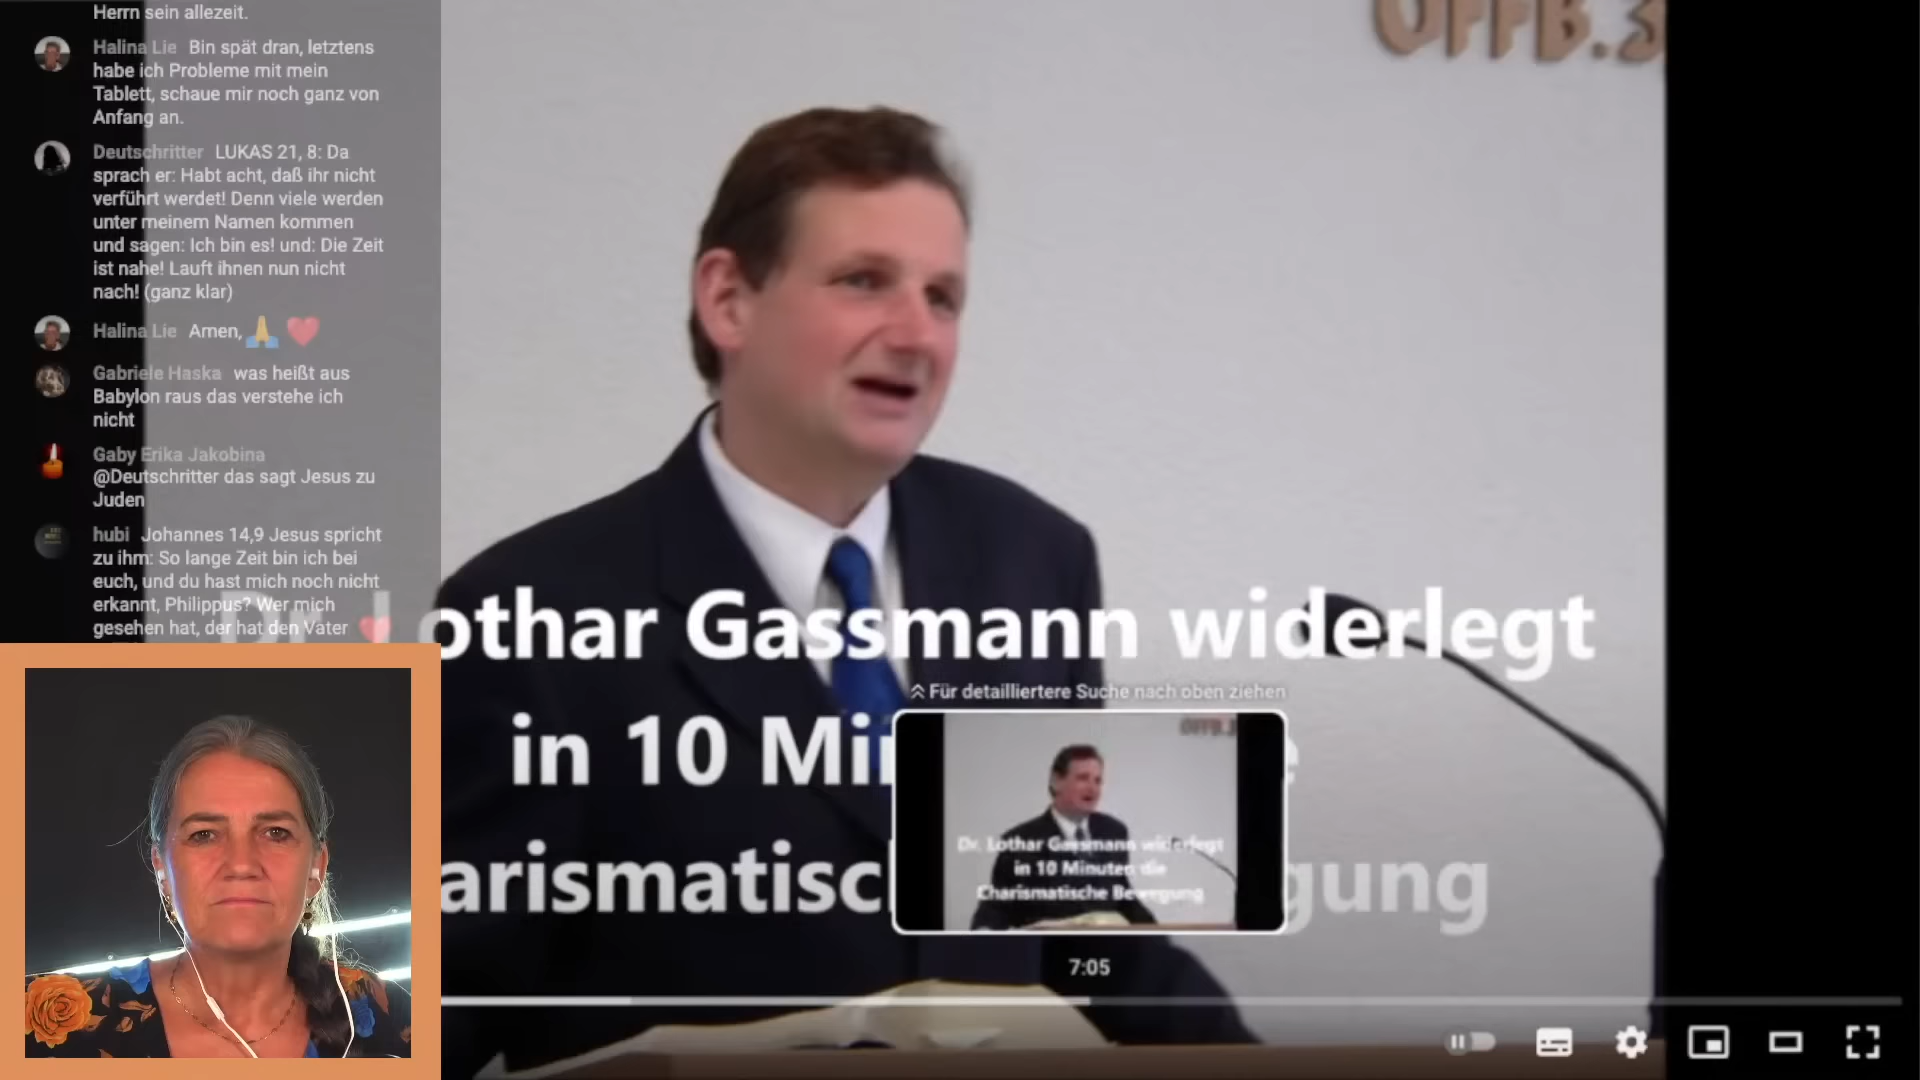 Herrn sein allezeit.
Halina Lie Bin spät dran, letztens
habe ich Probleme mit mein
Tablett, schaue mir noch ganz von
Anfang an.
Deutschritter LUKAS 21, 8: Da
sprach er: Habt acht, daß ihr nicht
verführt werdet! Denn viele werden
unter meinem Namen kommen
und sagen: Ich bin es! und: Die Zeit
ist nahe! Lauft ihnen nun nicht
nach! (ganz klar)
Halina Lie Amen,🙏❤️
Gabriele Haska was heißt aus
Babylon raus das verstehe ich
nicht
Gaby Erika Jakobina
@Deutschritter das sagt Jesus zu
Juden
hubi Johannes 14,9 Jesus spricht
zu ihm: So lange Zeit bin ich bei
euch, und du hast mich noch nicht
erkannt, Philippus? Wer mich
gesehen hat, der hat den Vater
OFFB.3
Dr. Lothar Gassmann widerlegt
in 10 Mi e
arismatisc gung
Für detailliertere Suche nach oben ziehen
OFFB.3
Dr. Lothar Gassmann widerlegt
in 10 Minuten die
Charismatische Bewegung
7:05